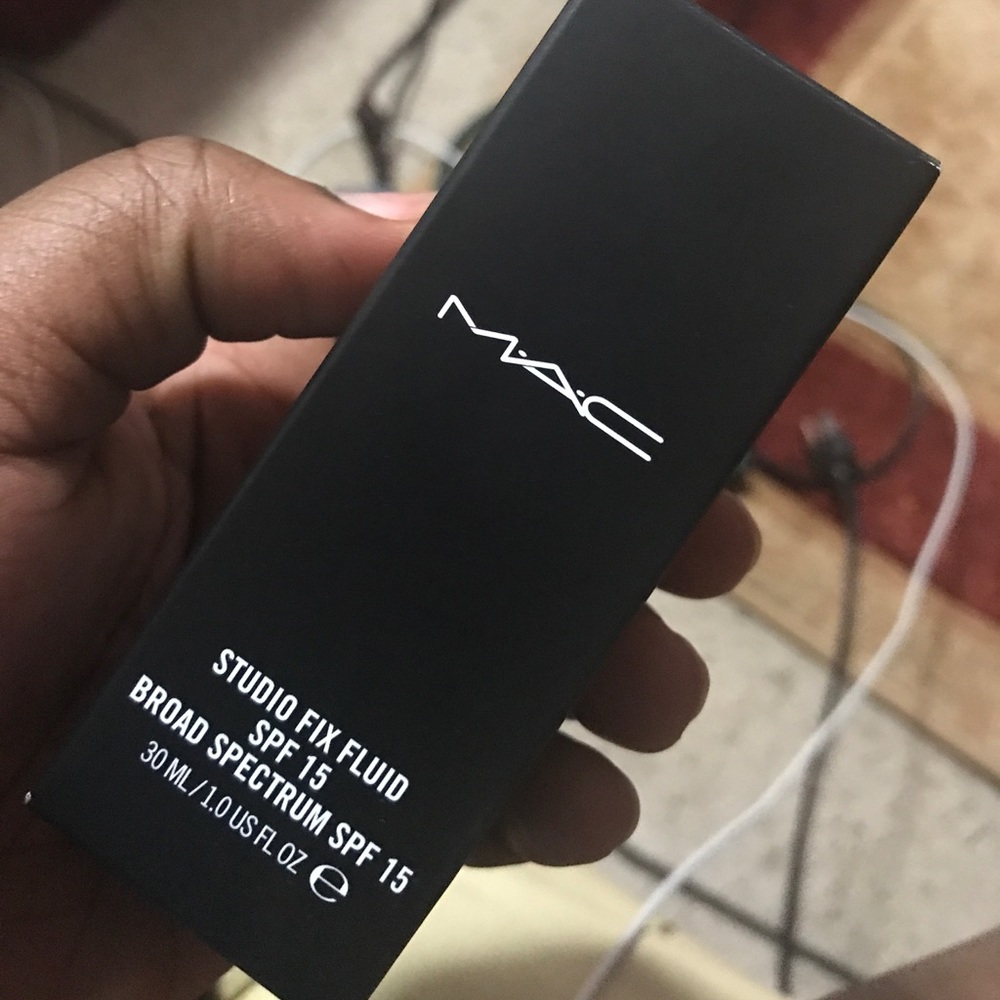 M·A·C
STUDIO FIX FLUID
SPF 15
BROAD SPECTRUM SPF 15
30 ML / 1.0 US FL OZ ℮